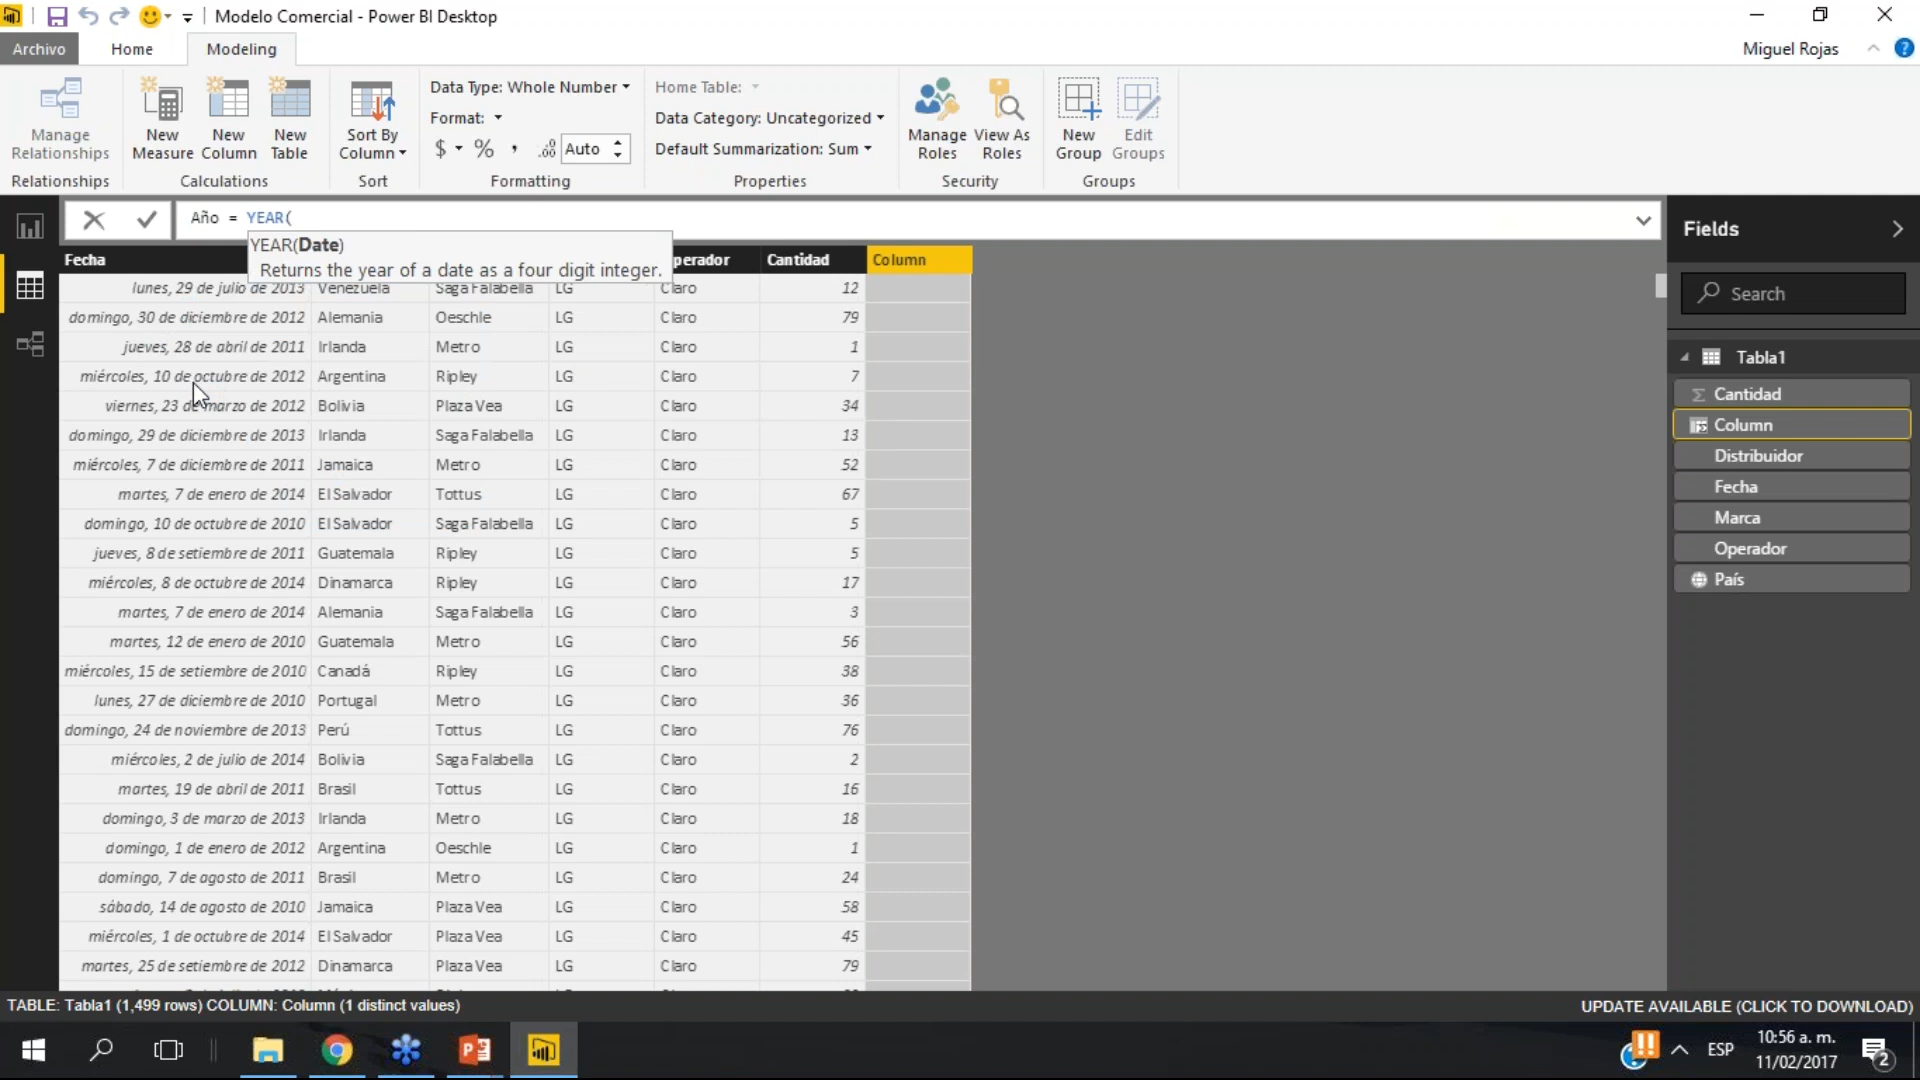 Modelo Comercial - Power BI Desktop
Archivo Home Modeling Miguel Rojas
Manage Relationships
New Measure
New Column
New Table
Sort By Column
Data Type: Whole Number
Format:
$ % , .00 Auto
Home Table:
Data Category: Uncategorized
Default Summarization: Sum
Manage Roles
View As Roles
New Group
Edit Groups
Relationships Calculations Sort Formatting Properties Security Groups
Año = YEAR(
YEAR(Date)
Returns the year of a date as a four digit integer.
Fecha perador Cantidad Column
lunes, 29 de julio de 2013 Venezuela Saga Falabella LG Claro 12
domingo, 30 de diciembre de 2012 Alemania Oeschle LG Claro 79
jueves, 28 de abril de 2011 Irlanda Metro LG Claro 1
miércoles, 10 de octubre de 2012 Argentina Ripley LG Claro 7
viernes, 23 de marzo de 2012 Bolivia Plaza Vea LG Claro 34
domingo, 29 de diciembre de 2013 Irlanda Saga Falabella LG Claro 13
miércoles, 7 de diciembre de 2011 Jamaica Metro LG Claro 52
martes, 7 de enero de 2014 El Salvador Tottus LG Claro 67
domingo, 10 de octubre de 2010 El Salvador Saga Falabella LG Claro 5
jueves, 8 de setiembre de 2011 Guatemala Ripley LG Claro 5
miércoles, 8 de octubre de 2014 Dinamarca Ripley LG Claro 17
martes, 7 de enero de 2014 Alemania Saga Falabella LG Claro 3
martes, 12 de enero de 2010 Guatemala Metro LG Claro 56
miércoles, 15 de setiembre de 2010 Canadá Ripley LG Claro 38
lunes, 27 de diciembre de 2010 Portugal Metro LG Claro 36
domingo, 24 de noviembre de 2013 Perú Tottus LG Claro 76
miércoles, 2 de julio de 2014 Bolivia Saga Falabella LG Claro 2
martes, 19 de abril de 2011 Brasil Tottus LG Claro 16
domingo, 3 de marzo de 2013 Irlanda Metro LG Claro 18
domingo, 1 de enero de 2012 Argentina Oeschle LG Claro 1
domingo, 7 de agosto de 2011 Brasil Metro LG Claro 24
sábado, 14 de agosto de 2010 Jamaica Plaza Vea LG Claro 58
miércoles, 1 de octubre de 2014 El Salvador Plaza Vea LG Claro 45
martes, 25 de setiembre de 2012 Dinamarca Plaza Vea LG Claro 79
Fields
Search
Tabla1
Cantidad
Column
Distribuidor
Fecha
Marca
Operador
País
TABLE: Tabla1 (1,499 rows) COLUMN: Column (1 distinct values) UPDATE AVAILABLE (CLICK TO DOWNLOAD)
ESP
10:56 a. m.
11/02/2017
2